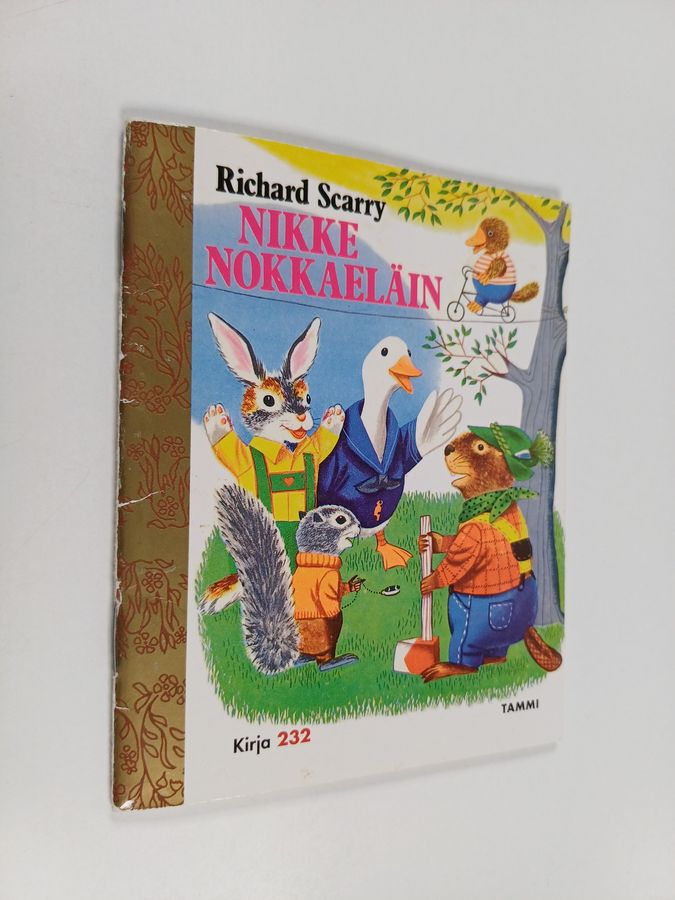 Richard Scarry
NIKKE
NOKKAELÄIN
TAMMI
Kirja 232